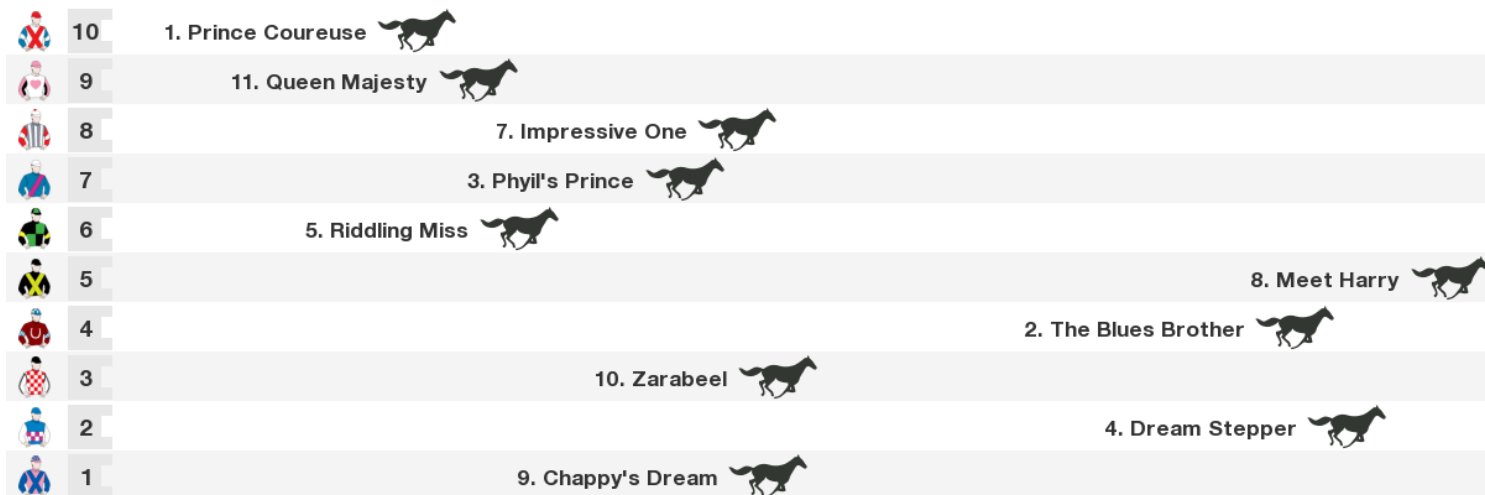 10 1. Prince Coureuse
9 11. Queen Majesty
8 7. Impressive One
7 3. Phyil's Prince
6 5. Riddling Miss
5 8. Meet Harry
4 2. The Blues Brother
3 10. Zarabeel
2 4. Dream Stepper
1 9. Chappy's Dream